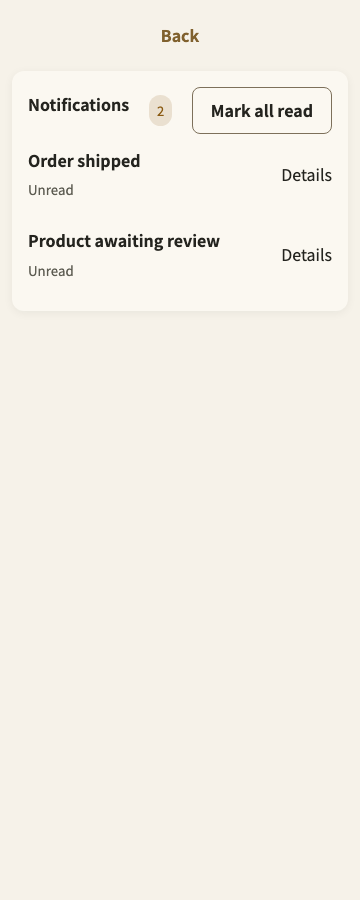 Back
Notifications
2
Mark all read
Order shipped
Unread
Details
Product awaiting review
Unread
Details